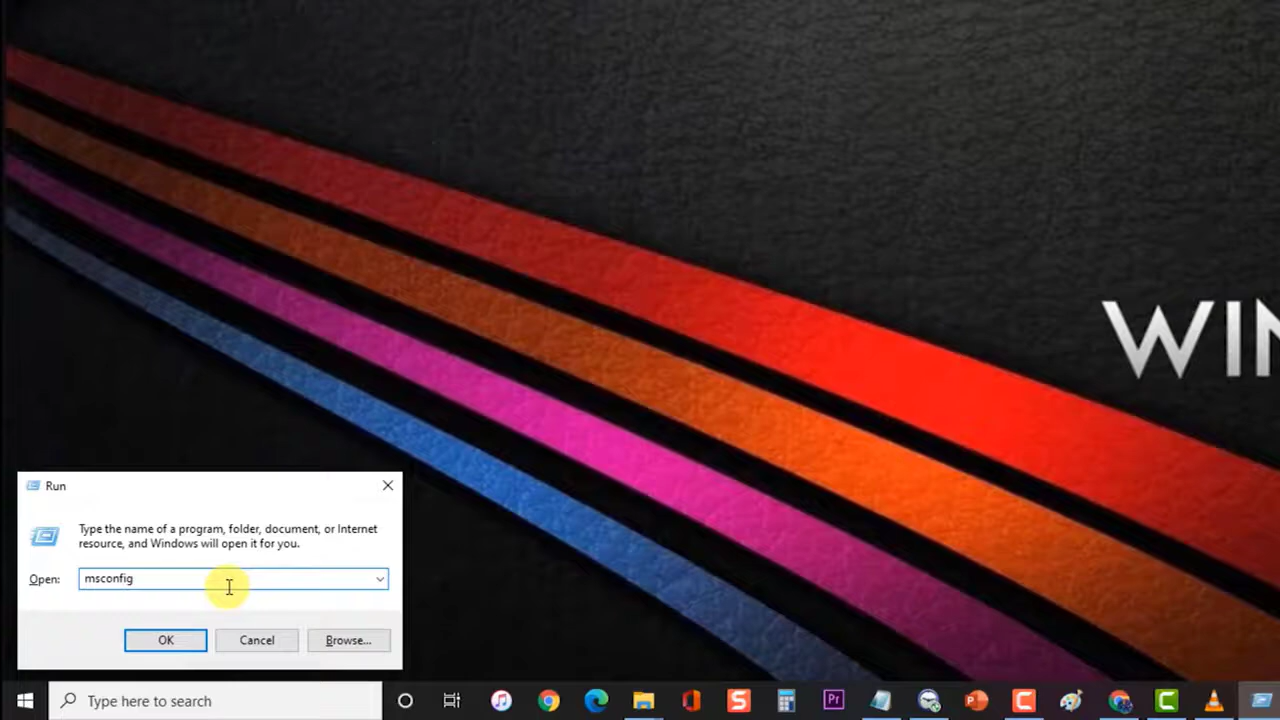 WIN
Run
Type the name of a program, folder, document, or Internet
resource, and Windows will open it for you.
Open:
msconfig
OK
Cancel
Browse...
Type here to search
S
Pr
P
C
C